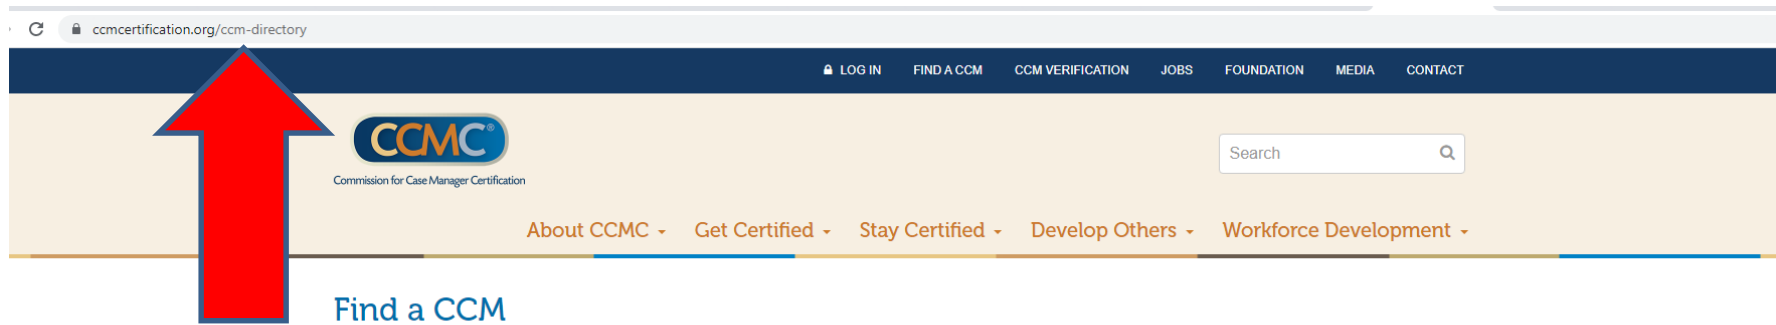 ccmcertification.org/ccm-directory
LOG IN FIND A CCM CCM VERIFICATION JOBS FOUNDATION MEDIA CONTACT
CCMC®
Commission for Case Manager Certification
Search
About CCMC Get Certified Stay Certified Develop Others Workforce Development
Find a CCM